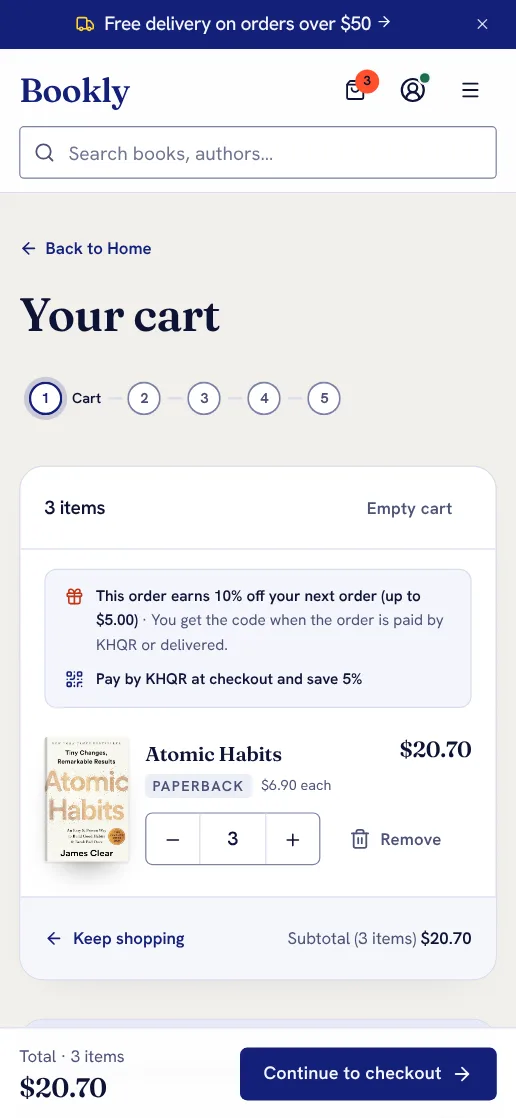 Free delivery on orders over $50 →
Bookly
3
Search books, authors...
← Back to Home
Your cart
1 Cart 2 3 4 5
3 items
Empty cart
This order earns 10% off your next order (up to
$5.00) · You get the code when the order is paid by
KHQR or delivered.
Pay by KHQR at checkout and save 5%
Tiny Changes,
Remarkable Results
Atomic
Habits
James Clear
Atomic Habits
$20.70
PAPERBACK $6.90 each
− 3 +
Remove
← Keep shopping
Subtotal (3 items) $20.70
Total · 3 items
$20.70
Continue to checkout →